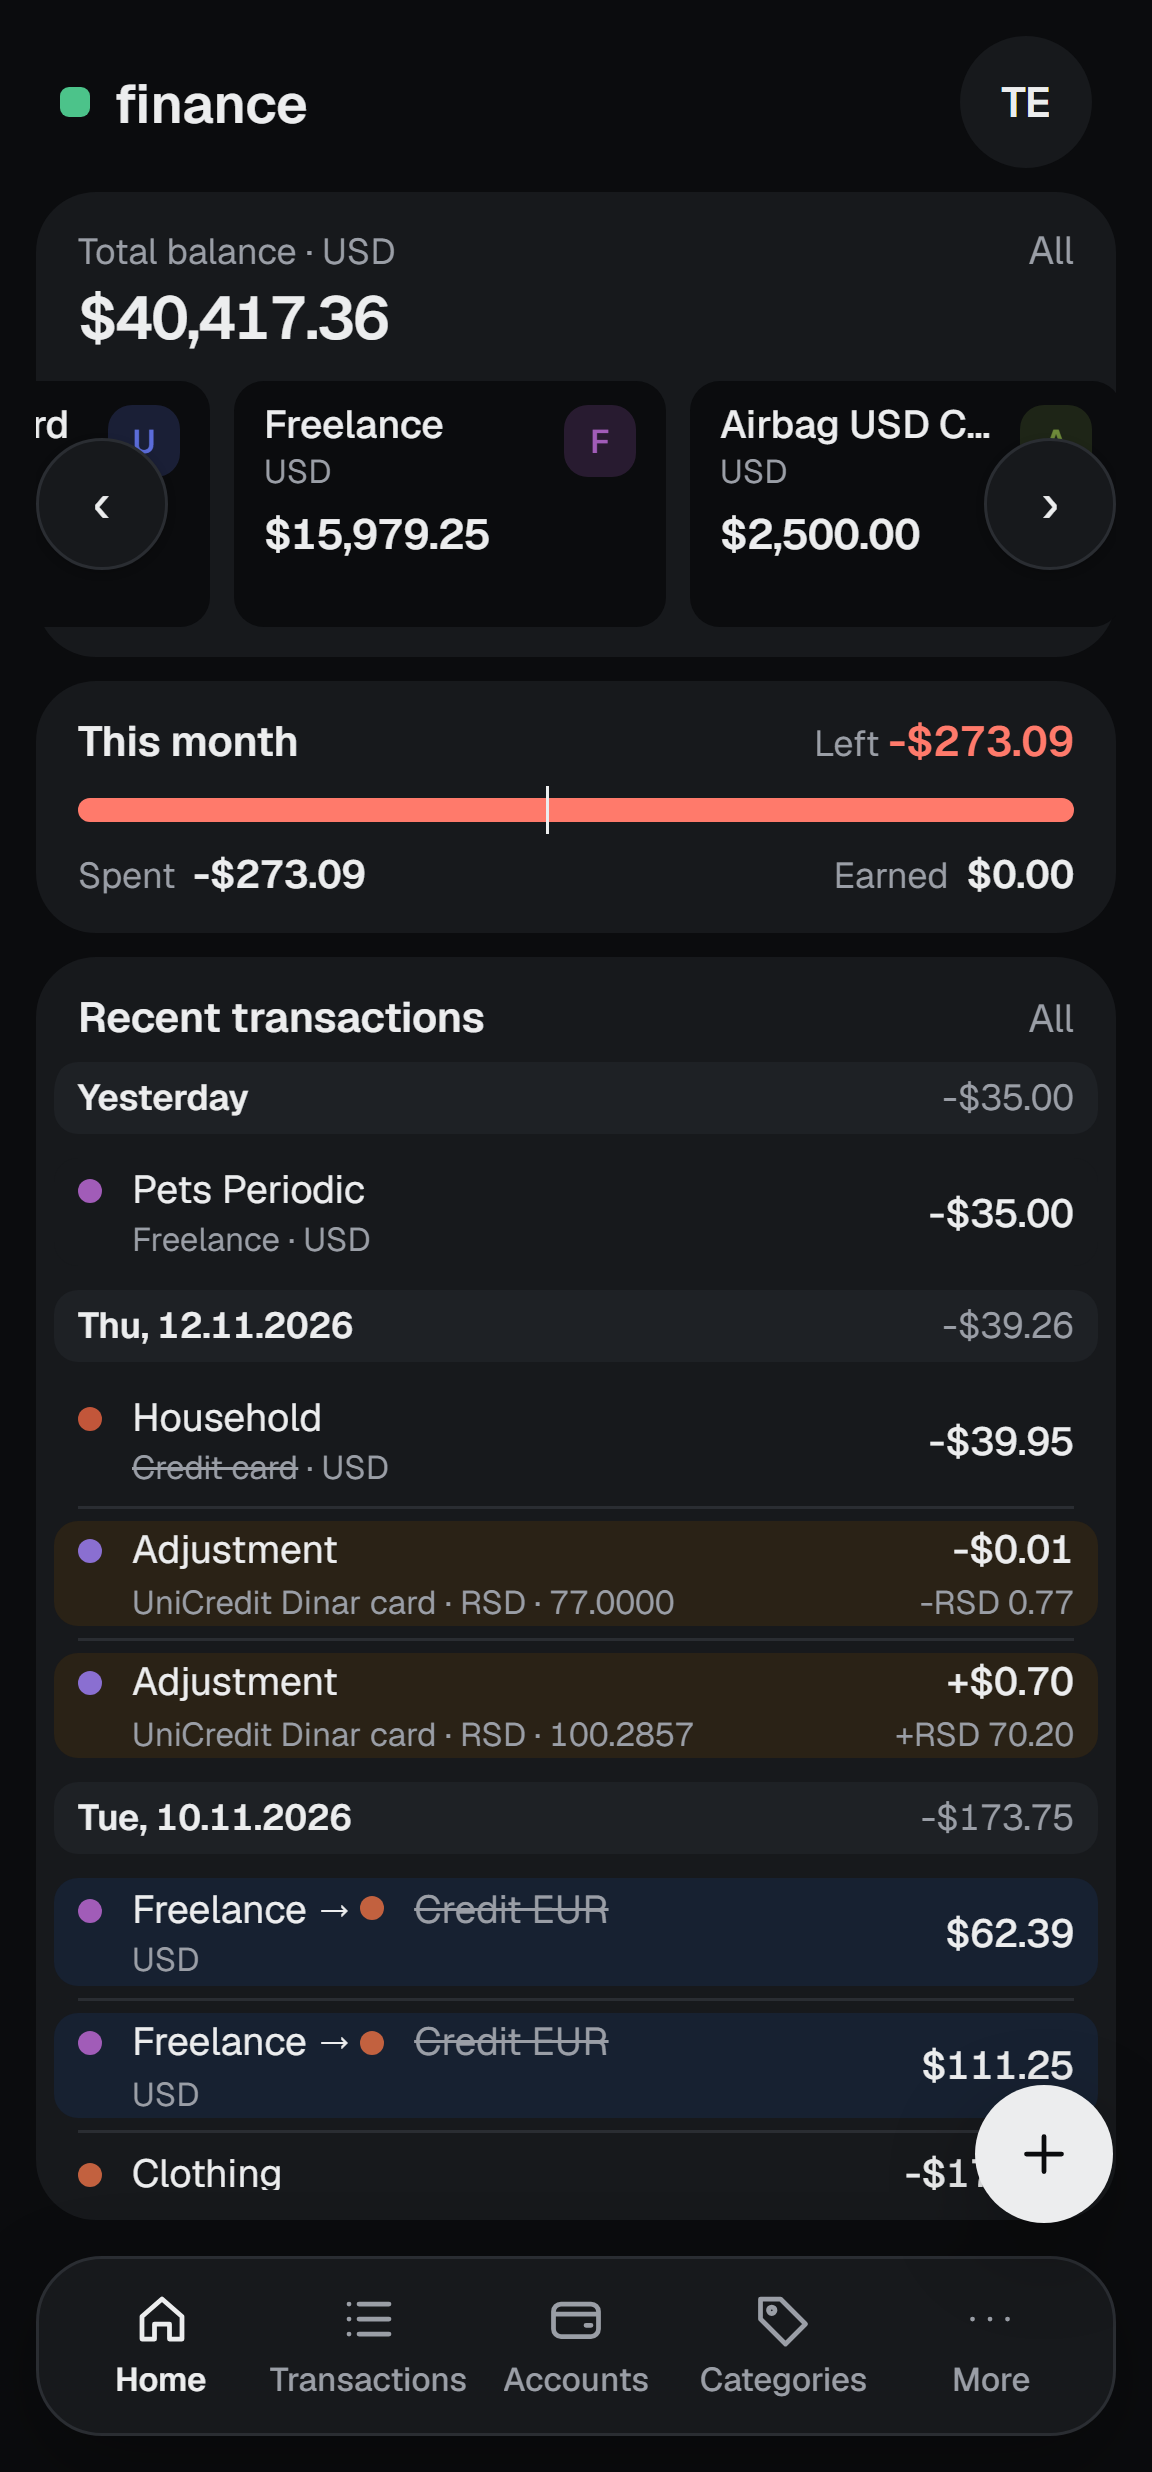 finance
TE
Total balance · USD
All
$40,417.36
rd
U
Freelance
F
USD
$15,979.25
Airbag USD C...
A
USD
$2,500.00
‹
›
This month
Left -$273.09
Spent -$273.09
Earned $0.00
Recent transactions
All
Yesterday
-$35.00
Pets Periodic
-$35.00
Freelance · USD
Thu, 12.11.2026
-$39.26
Household
-$39.95
Credit card · USD
Adjustment
-$0.01
UniCredit Dinar card · RSD · 77.0000
-RSD 0.77
Adjustment
+$0.70
UniCredit Dinar card · RSD · 100.2857
+RSD 70.20
Tue, 10.11.2026
-$173.75
Freelance → Credit EUR
$62.39
USD
Freelance → Credit EUR
$111.25
USD
Clothing
Home
Transactions
Accounts
Categories
More